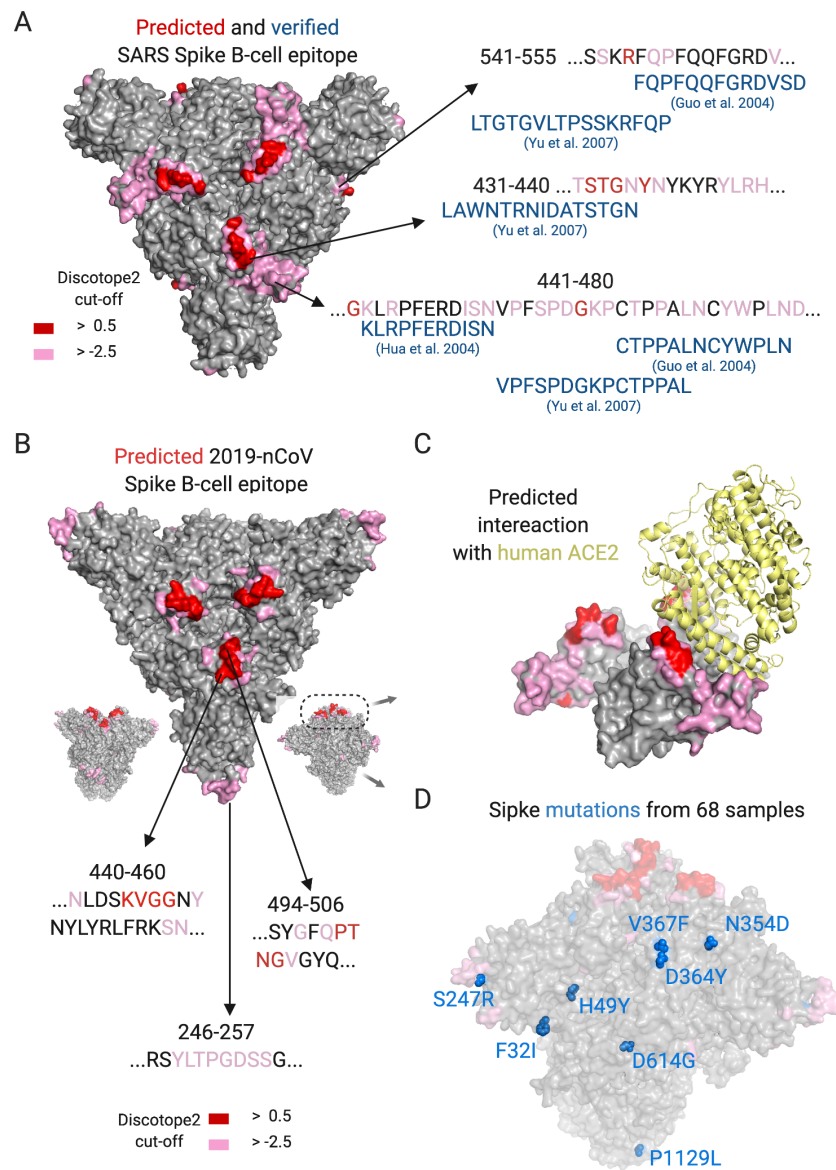 A
Predicted and verified
SARS Spike B-cell epitope
541-555 ...SSKRFQPFQQFGRDV...
FQPFQQFGRDVSD
(Guo et al. 2004)
LTGTGVLTPSSKRFQP
(Yu et al. 2007)
431-440 ...TSTGNYNYKYRYLRH...
LAWNTRNIDATSTGN
(Yu et al. 2007)
Discotope2
cut-off
> 0.5
> -2.5
441-480
...GKLRPFERDISNVPFSPDGKPCTPPALNCYWPLND...
KLRPFERDISN
(Hua et al. 2004)
CTPPALNCYWPLN
(Guo et al. 2004)
VPFSPDGKPCTPPAL
(Yu et al. 2007)
B
Predicted 2019-nCoV
Spike B-cell epitope
440-460
...NLDSKVGGNY
NYLYRLFRKSN...
494-506
...SYGFQPT
NGVGYQ...
246-257
...RSYLTPGDSSG...
Discotope2
cut-off
> 0.5
> -2.5
C
Predicted
intereaction
with human ACE2
D
Sipke mutations from 68 samples
V367F
N354D
D364Y
S247R
H49Y
F32I
D614G
P1129L